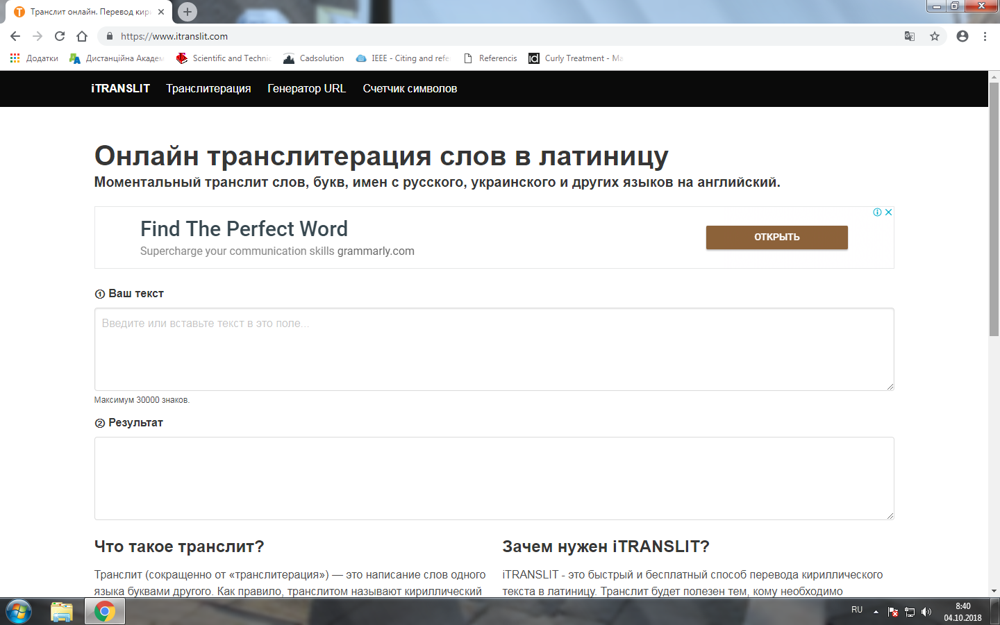 Транслит онлайн. Перевод кири
https://www.itranslit.com
Додатки
Дистанційна Академ
Scientific and Technic
Cadsolution
IEEE - Citing and refe
Referencis
Curly Treatment - Ma
iTRANSLIT Транслитерация Генератор URL Счетчик символов
Онлайн транслитерация слов в латиницу
Моментальный транслит слов, букв, имен с русского, украинского и других языков на английский.
Find The Perfect Word
Supercharge your communication skills grammarly.com
ОТКРЫТЬ
① Ваш текст
Введите или вставьте текст в это поле...
Максимум 30000 знаков.
② Результат
Что такое транслит?
Транслит (сокращенно от «транслитерация») — это написание слов одного
языка буквами другого. Как правило, транслитом называют кириллический
Зачем нужен iTRANSLIT?
iTRANSLIT - это быстрый и бесплатный способ перевода кириллического
текста в латиницу. Транслит будет полезен тем, кому необходимо
RU
8:40
04.10.2018